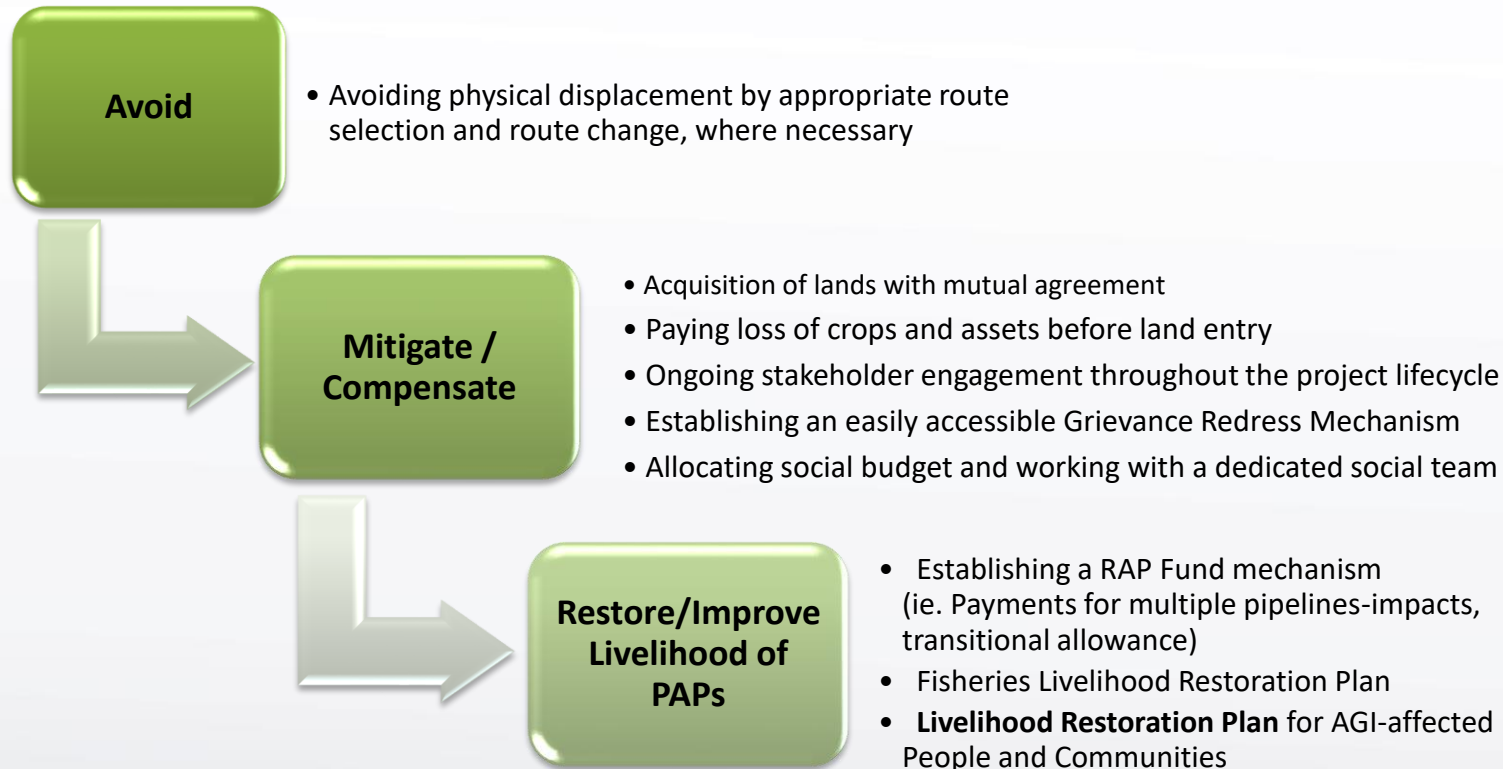 Avoid
• Avoiding physical displacement by appropriate route
selection and route change, where necessary
Mitigate /
Compensate
• Acquisition of lands with mutual agreement
• Paying loss of crops and assets before land entry
• Ongoing stakeholder engagement throughout the project lifecycle
• Establishing an easily accessible Grievance Redress Mechanism
• Allocating social budget and working with a dedicated social team
Restore/Improve
Livelihood of
PAPs
• Establishing a RAP Fund mechanism
(ie. Payments for multiple pipelines-impacts,
transitional allowance)
• Fisheries Livelihood Restoration Plan
• Livelihood Restoration Plan for AGI-affected
People and Communities